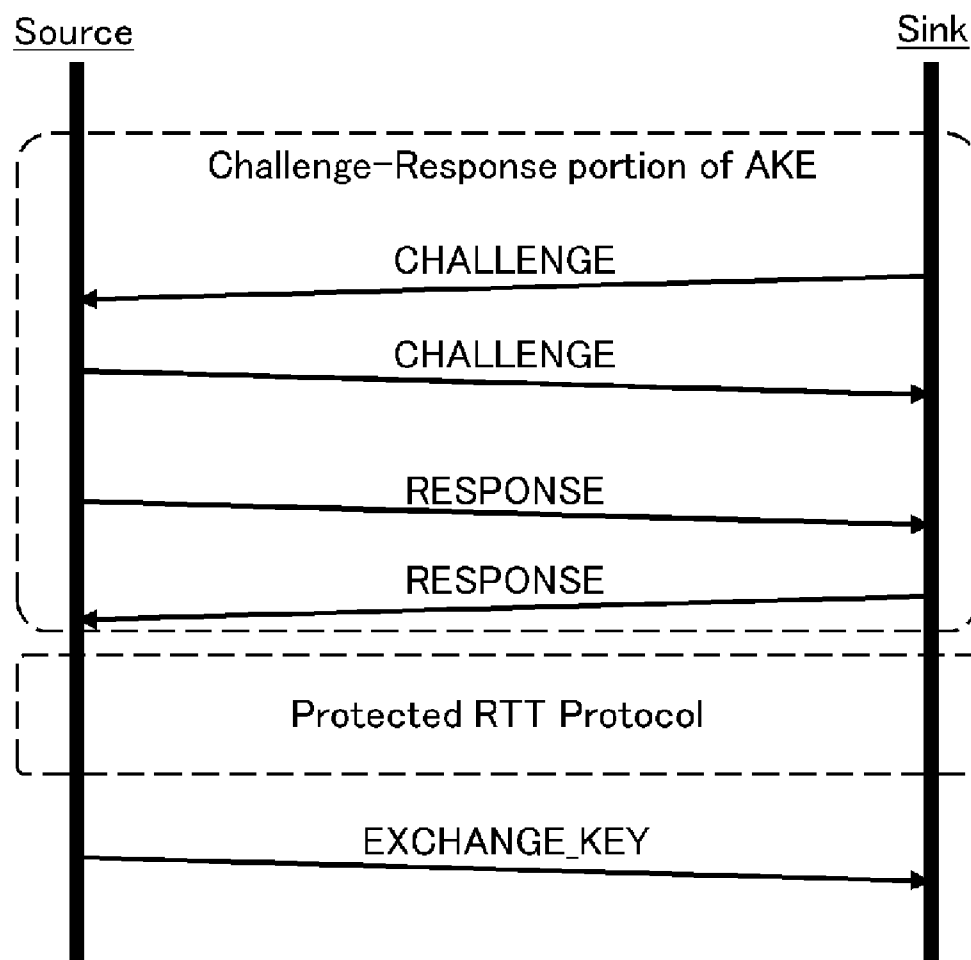 Source
Sink
Challenge-Response portion of AKE
CHALLENGE
CHALLENGE
RESPONSE
RESPONSE
Protected RTT Protocol
EXCHANGE_KEY